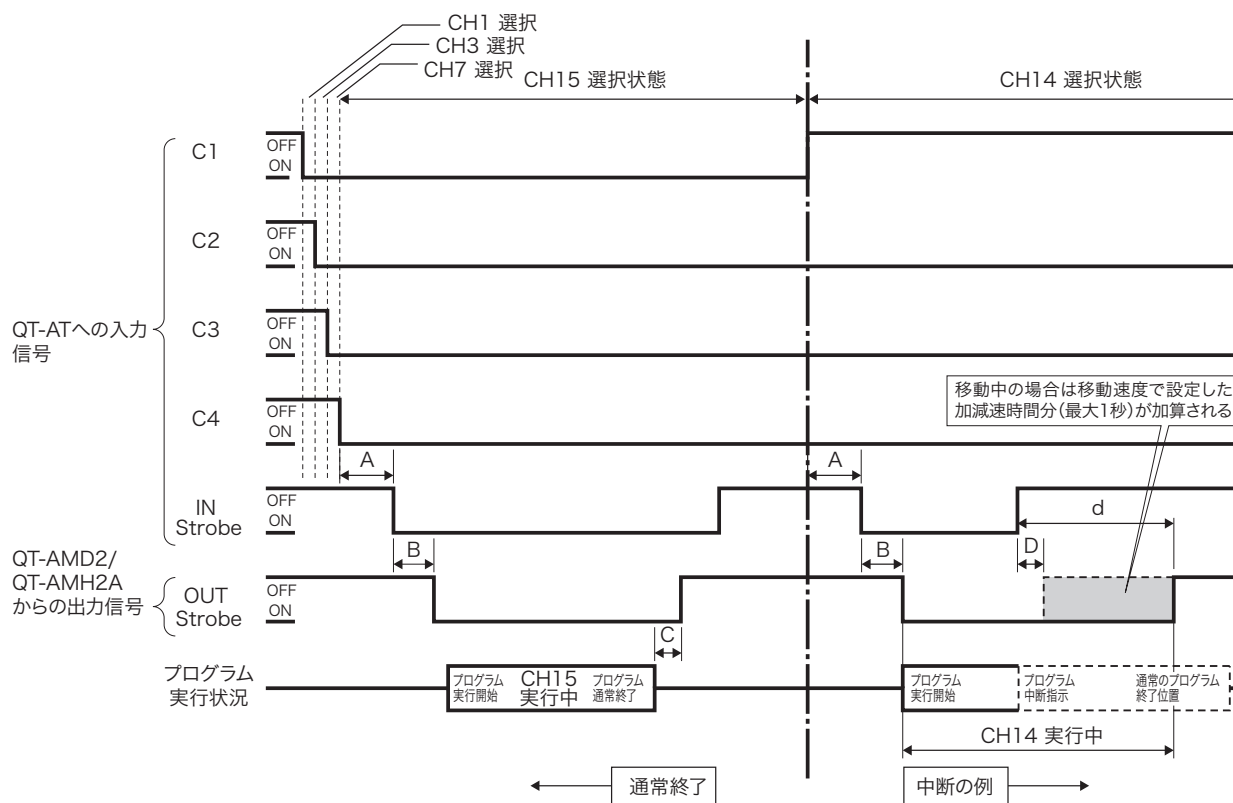 CH1 選択
CH3 選択
CH7 選択
CH15 選択状態
CH14 選択状態
QT-ATへの入力
信号
C1
OFF
ON
C2
OFF
ON
C3
OFF
ON
C4
OFF
ON
移動中の場合は移動速度で設定した
加減速時間分(最大1秒)が加算される
A
A
IN
Strobe
OFF
ON
d
B
B
D
QT-AMD2/
QT-AMH2A
からの出力信号
OUT
Strobe
OFF
ON
C
プログラム
実行状況
プログラム
実行開始
CH15
実行中
プログラム
通常終了
プログラム
実行開始
プログラム
中断指示
通常のプログラム
終了位置
CH14 実行中
通常終了
中断の例